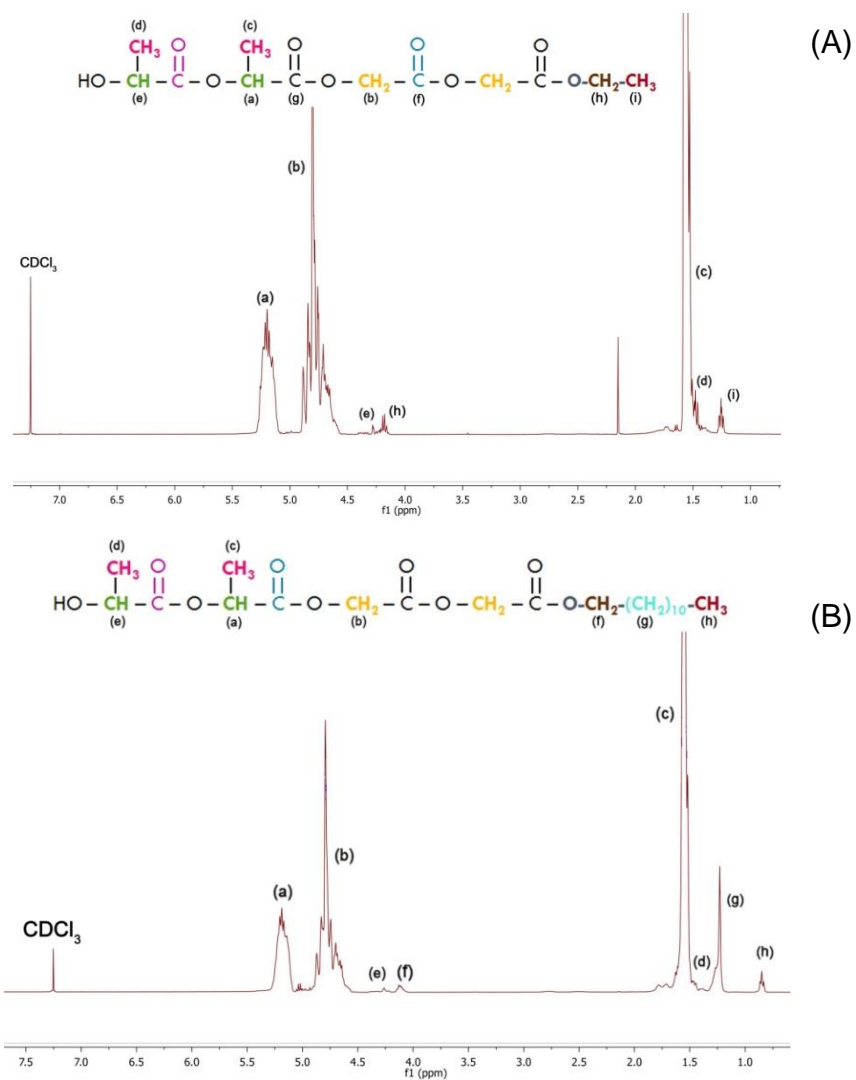 (A)
(d) (c)
CH3 O CH3 O O O
HO – CH – C – O – CH – C – O – CH2 – C – O – CH2 – C – O–CH2–CH3
(e) (a) (g) (b) (f) (h) (i)
(b)
CDCl3
(a)
(c)
(e) (h)
(d)
(i)
7.0 6.5 6.0 5.5 5.0 4.5 4.0 3.5 3.0 2.5 2.0 1.5 1.0
f1 (ppm)
(B)
(d) (c)
CH3 O CH3 O O O
HO – CH – C – O – CH – C – O – CH2 – C – O – CH2 – C – O–CH2–(CH2)10–CH3
(e) (a) (b) (f) (g) (h)
(c)
(b)
(a)
(g)
CDCl3
(e) (f)
(d)
(h)
7.5 7.0 6.5 6.0 5.5 5.0 4.5 4.0 3.5 3.0 2.5 2.0 1.5 1.0
f1 (ppm)